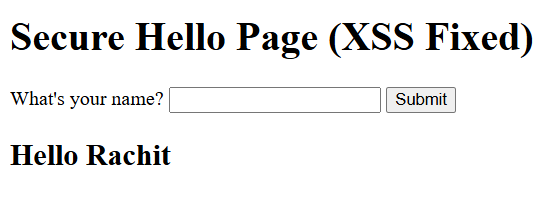 Secure Hello Page (XSS Fixed)
What's your name? Submit
Hello Rachit